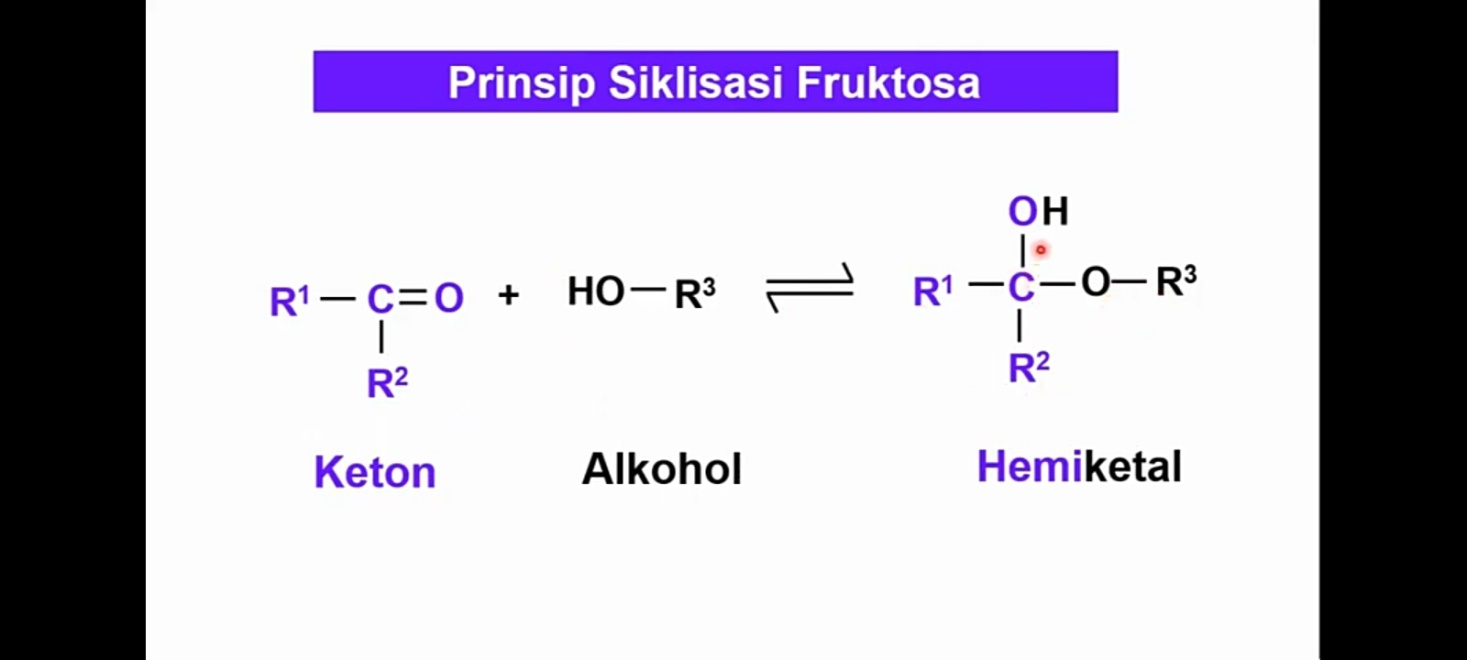 Prinsip Siklisasi Fruktosa
OH
R¹ — C=O + HO—R³ ⇌ R¹ —C—O—R³
R² R²
Keton Alkohol Hemiketal